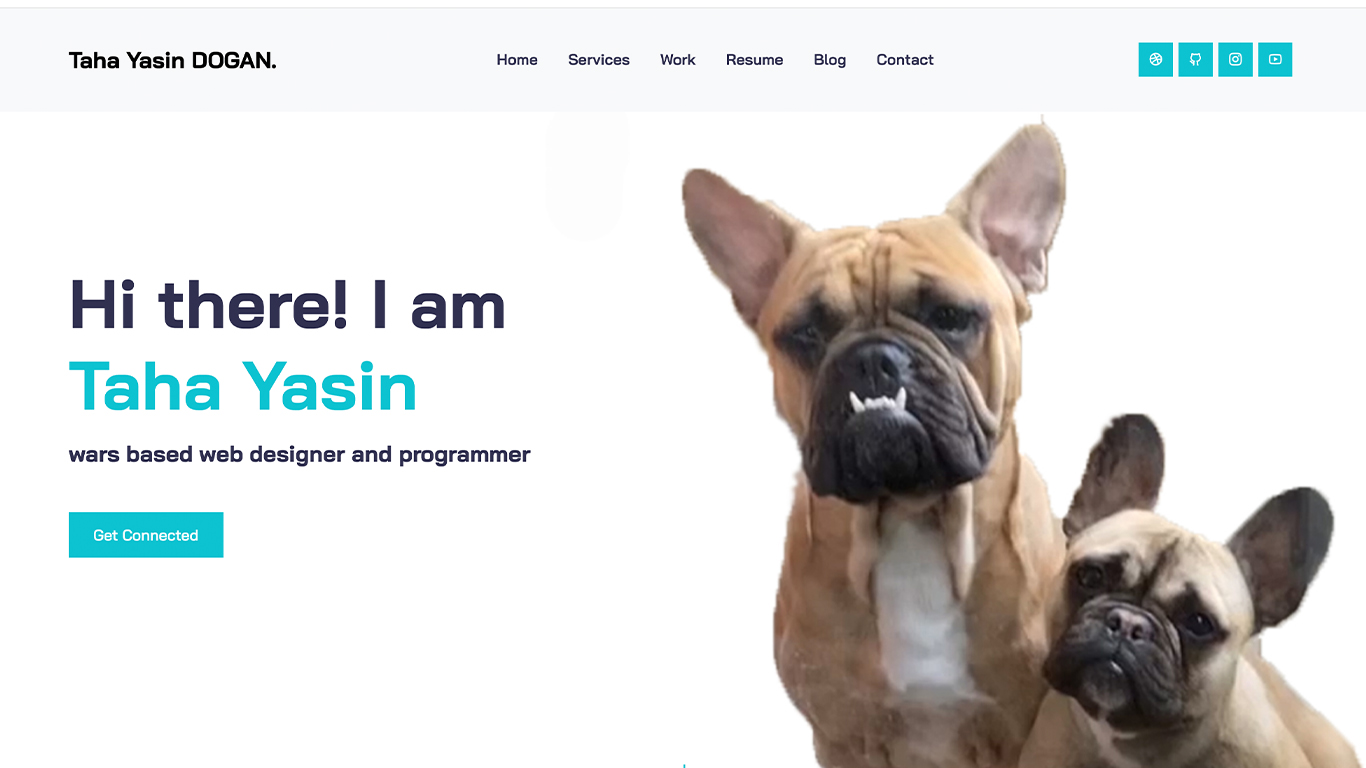 Taha Yasin DOGAN.
Home Services Work Resume Blog Contact
Hi there! I am
Taha Yasin
wars based web designer and programmer
Get Connected